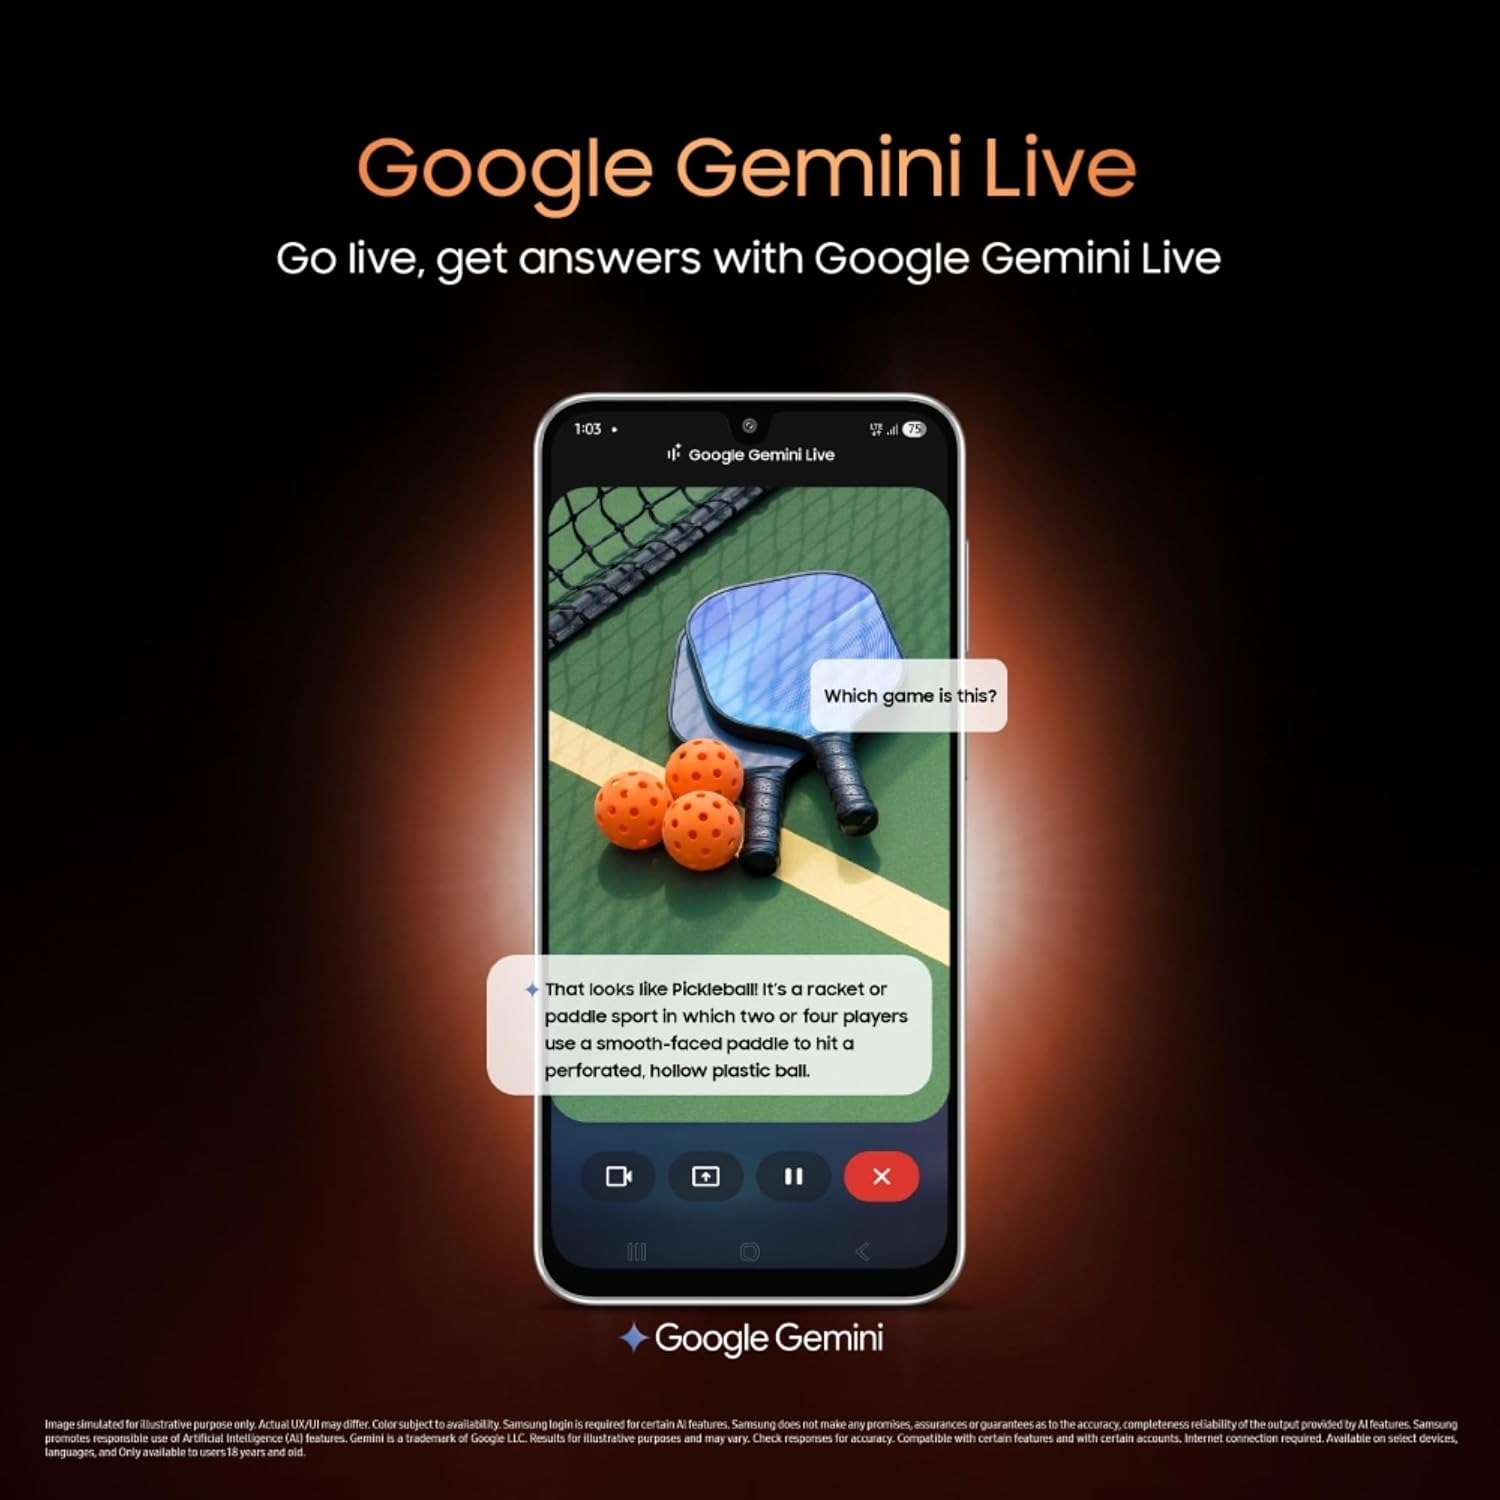 Google Gemini Live
Go live, get answers with Google Gemini Live
1:03
LTE
75
Google Gemini Live
Which game is this?
That looks like Pickleball! It's a racket or
paddle sport in which two or four players
use a smooth-faced paddle to hit a
perforated, hollow plastic ball.
Google Gemini
Image simulated for illustrative purpose only. Actual UX/UI may differ. Color subject to availability. Samsung login is required for certain AI features. Samsung does not make any promises, assurances or guarantees as to the accuracy, completeness reliability of the output provided by AI features. Samsung
promotes responsible use of Artificial Intelligence (AI) features. Gemini is a trademark of Google LLC. Results for illustrative purposes and may vary. Check responses for accuracy. Compatible with certain features and with certain accounts. Internet connection required. Available on select devices,
languages, and Only available to users 18 years and old.